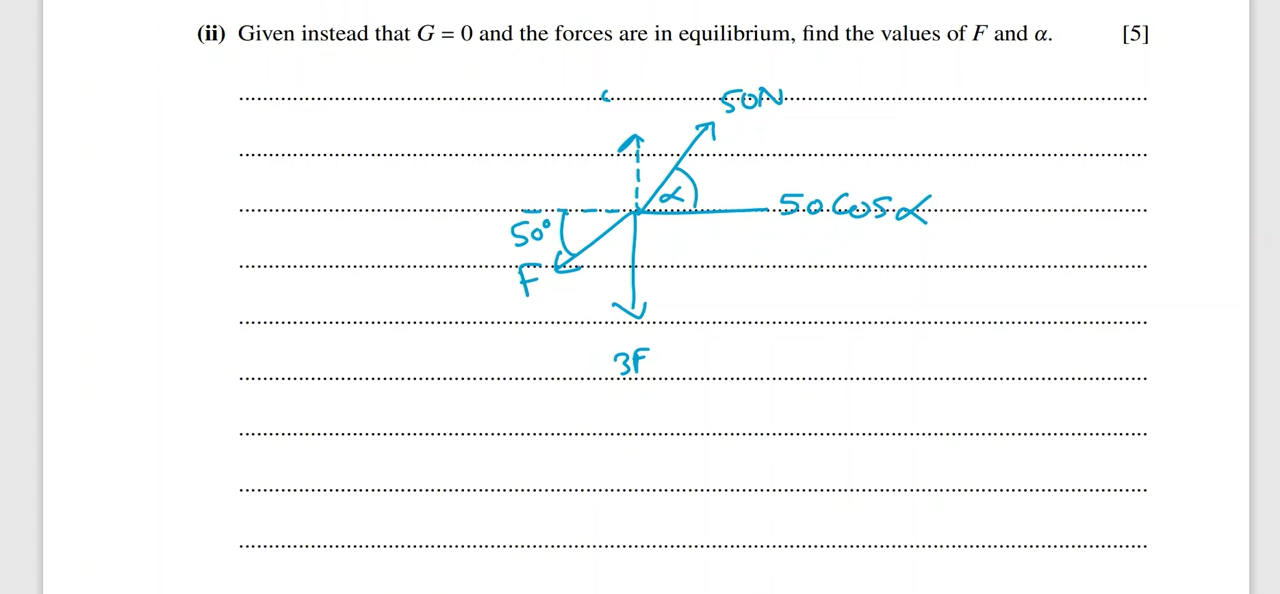 (ii) Given instead that G = 0 and the forces are in equilibrium, find the values of F and α. [5]
50N
α
50cosα
50°
F
3F